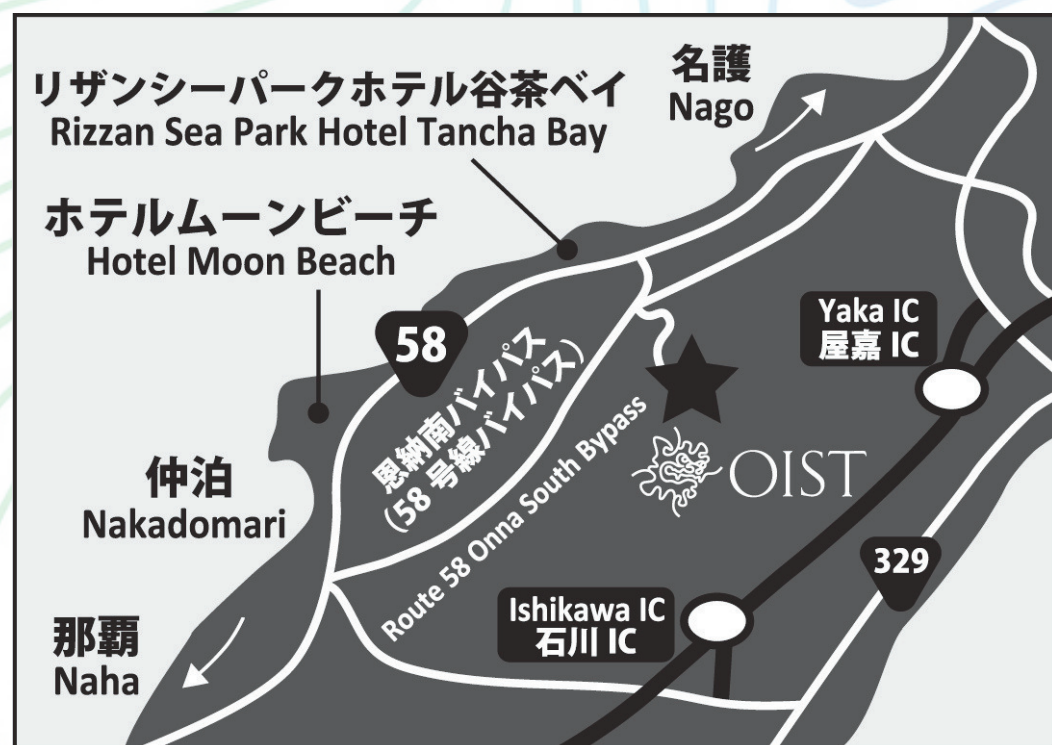 リザンシーパークホテル谷茶ベイ
Rizzan Sea Park Hotel Tancha Bay
名護
Nago
ホテルムーンビーチ
Hotel Moon Beach
58
恩納南バイパス
(58 号線バイパス)
Route 58 Onna South Bypass
Yaka IC
屋嘉 IC
OIST
仲泊
Nakadomari
329
Ishikawa IC
石川 IC
那覇
Naha